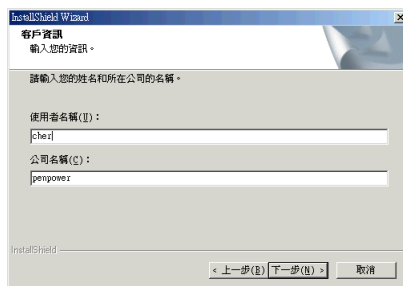 InstallShield Wizard
客戶資訊
輸入您的資訊。
請輸入您的姓名和所在公司的名稱。
使用者名稱(U)：
cher
公司名稱(C)：
penpower
InstallShield
< 上一步(B) 下一步(N) > 取消